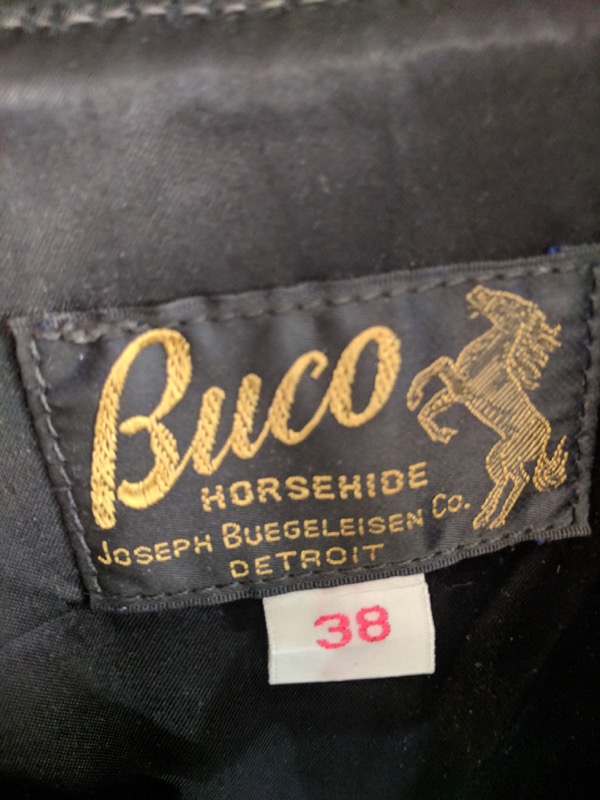 Buco
HORSEHIDE
JOSEPH BUEGELEISEN CO.
DETROIT
38